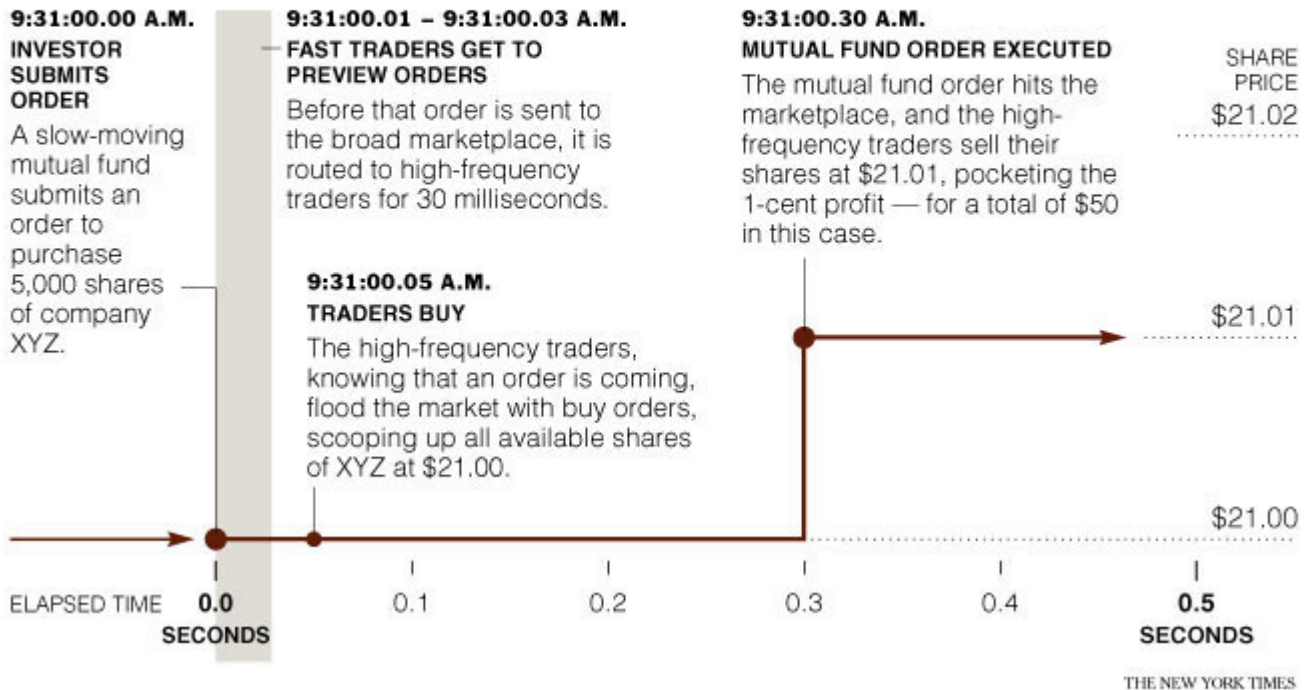 9:31:00.00 A.M.
INVESTOR
SUBMITS
ORDER
A slow-moving
mutual fund
submits an
order to
purchase
5,000 shares
of company
XYZ.
9:31:00.01 – 9:31:00.03 A.M.
FAST TRADERS GET TO
PREVIEW ORDERS
Before that order is sent to
the broad marketplace, it is
routed to high-frequency
traders for 30 milliseconds.
9:31:00.05 A.M.
TRADERS BUY
The high-frequency traders,
knowing that an order is coming,
flood the market with buy orders,
scooping up all available shares
of XYZ at $21.00.
9:31:00.30 A.M.
MUTUAL FUND ORDER EXECUTED
The mutual fund order hits the
marketplace, and the high-
frequency traders sell their
shares at $21.01, pocketing the
1-cent profit — for a total of $50
in this case.
SHARE
PRICE
$21.02
$21.01
$21.00
ELAPSED TIME 0.0 0.1 0.2 0.3 0.4 0.5
SECONDS SECONDS
THE NEW YORK TIMES